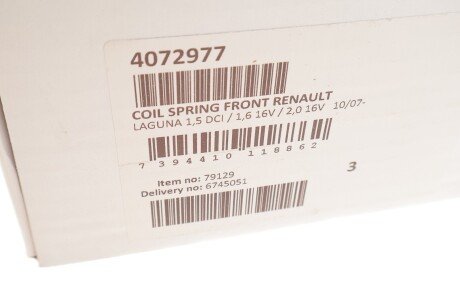 4072977
COIL SPRING FRONT RENAULT
LAGUNA 1,5 DCI / 1,6 16V / 2,0 16V 10/07-
7 394410 118862
Item no: 79129
Delivery no: 6745051
3